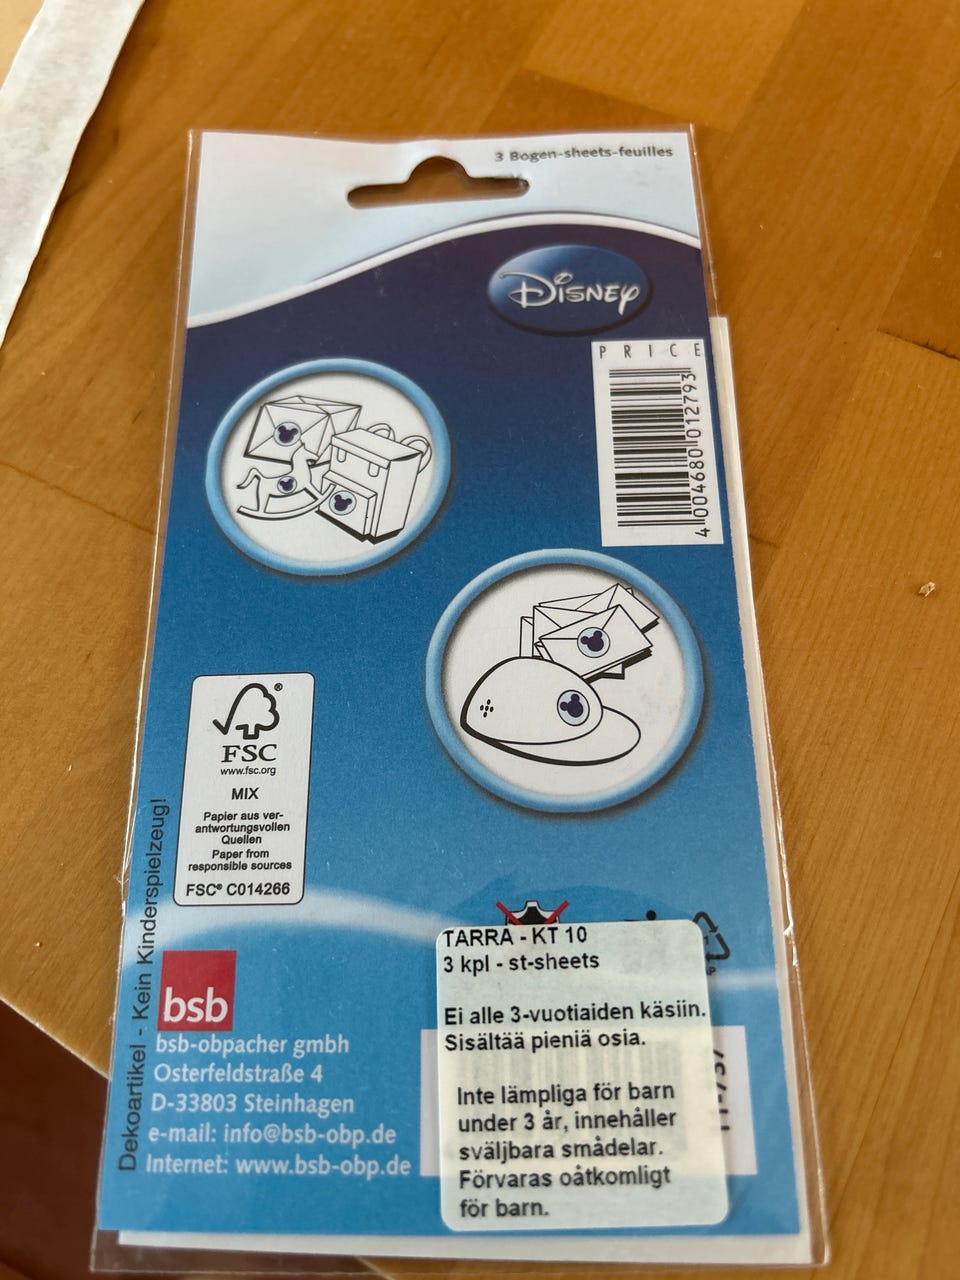 3 Bogen-sheets-feuilles
Disney
PRICE
4 004680 012793
FSC®
www.fsc.org
MIX
Papier aus ver-
antwortungsvollen
Quellen
Paper from
responsible sources
FSC® C014266
Dekoartikel - Kein Kinderspielzeug!
bsb
bsb-obpacher gmbh
Osterfeldstraße 4
D-33803 Steinhagen
e-mail: info@bsb-obp.de
Internet: www.bsb-obp.de
TARRA - KT 10
3 kpl - st-sheets
Ei alle 3-vuotiaiden käsiin.
Sisältää pieniä osia.
Inte lämpliga för barn
under 3 år, innehåller
sväljbara smådelar.
Förvaras oåtkomligt
för barn.